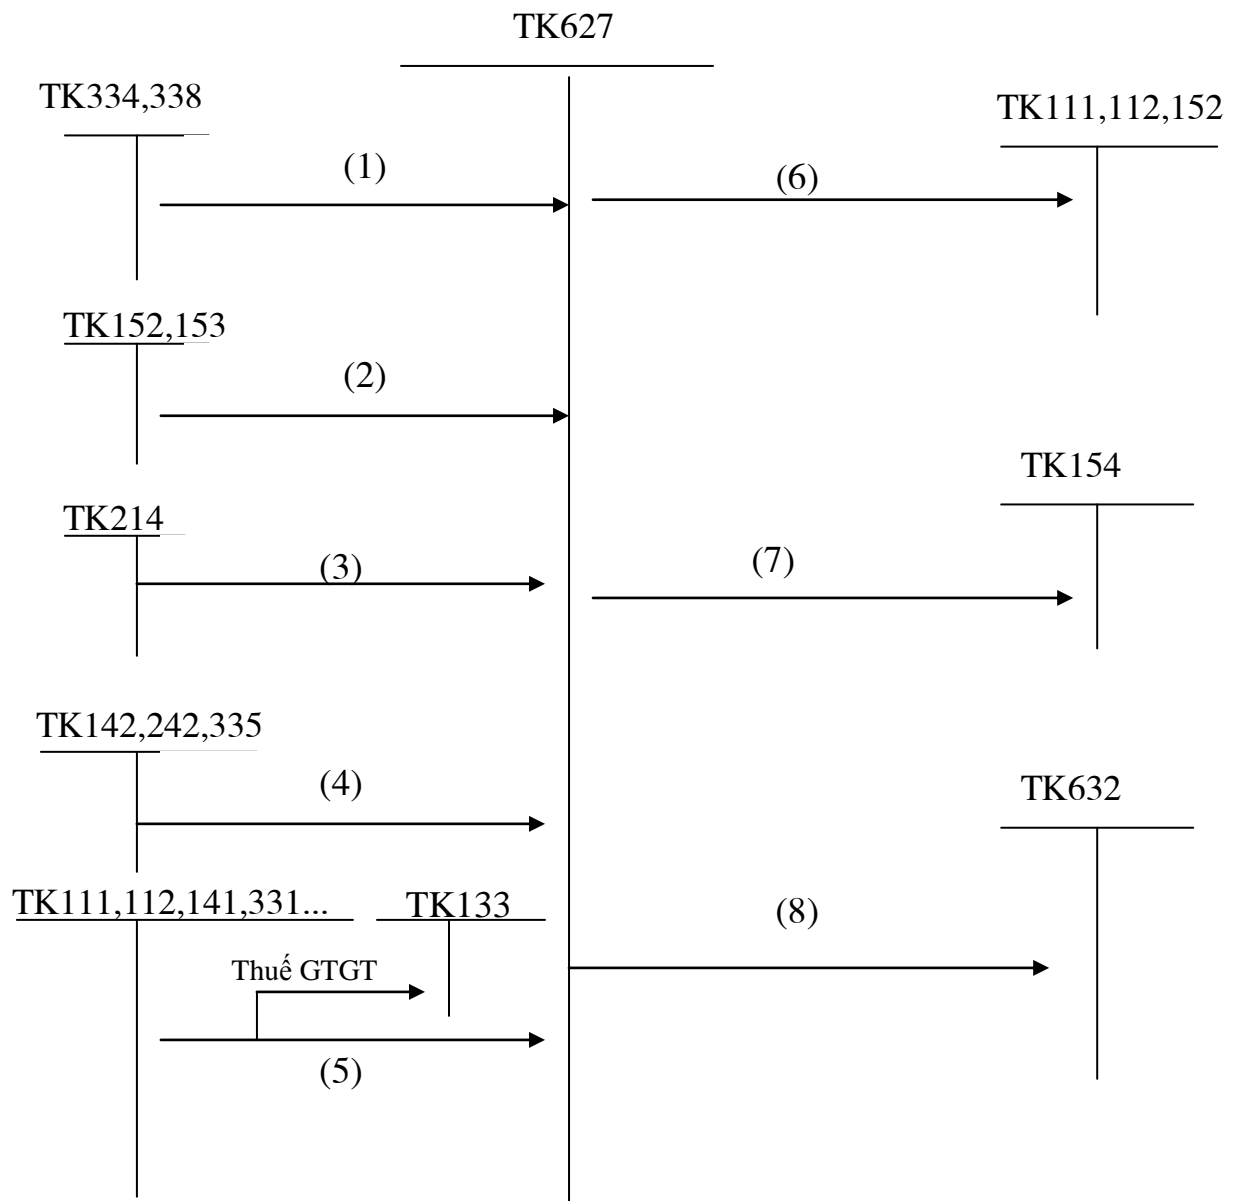 TK627
TK334,338
TK111,112,152
(1)
(6)
TK152,153
(2)
TK154
TK214
(3)
(7)
TK142,242,335
(4)
TK632
TK111,112,141,331...
TK133
(8)
Thuế GTGT
(5)